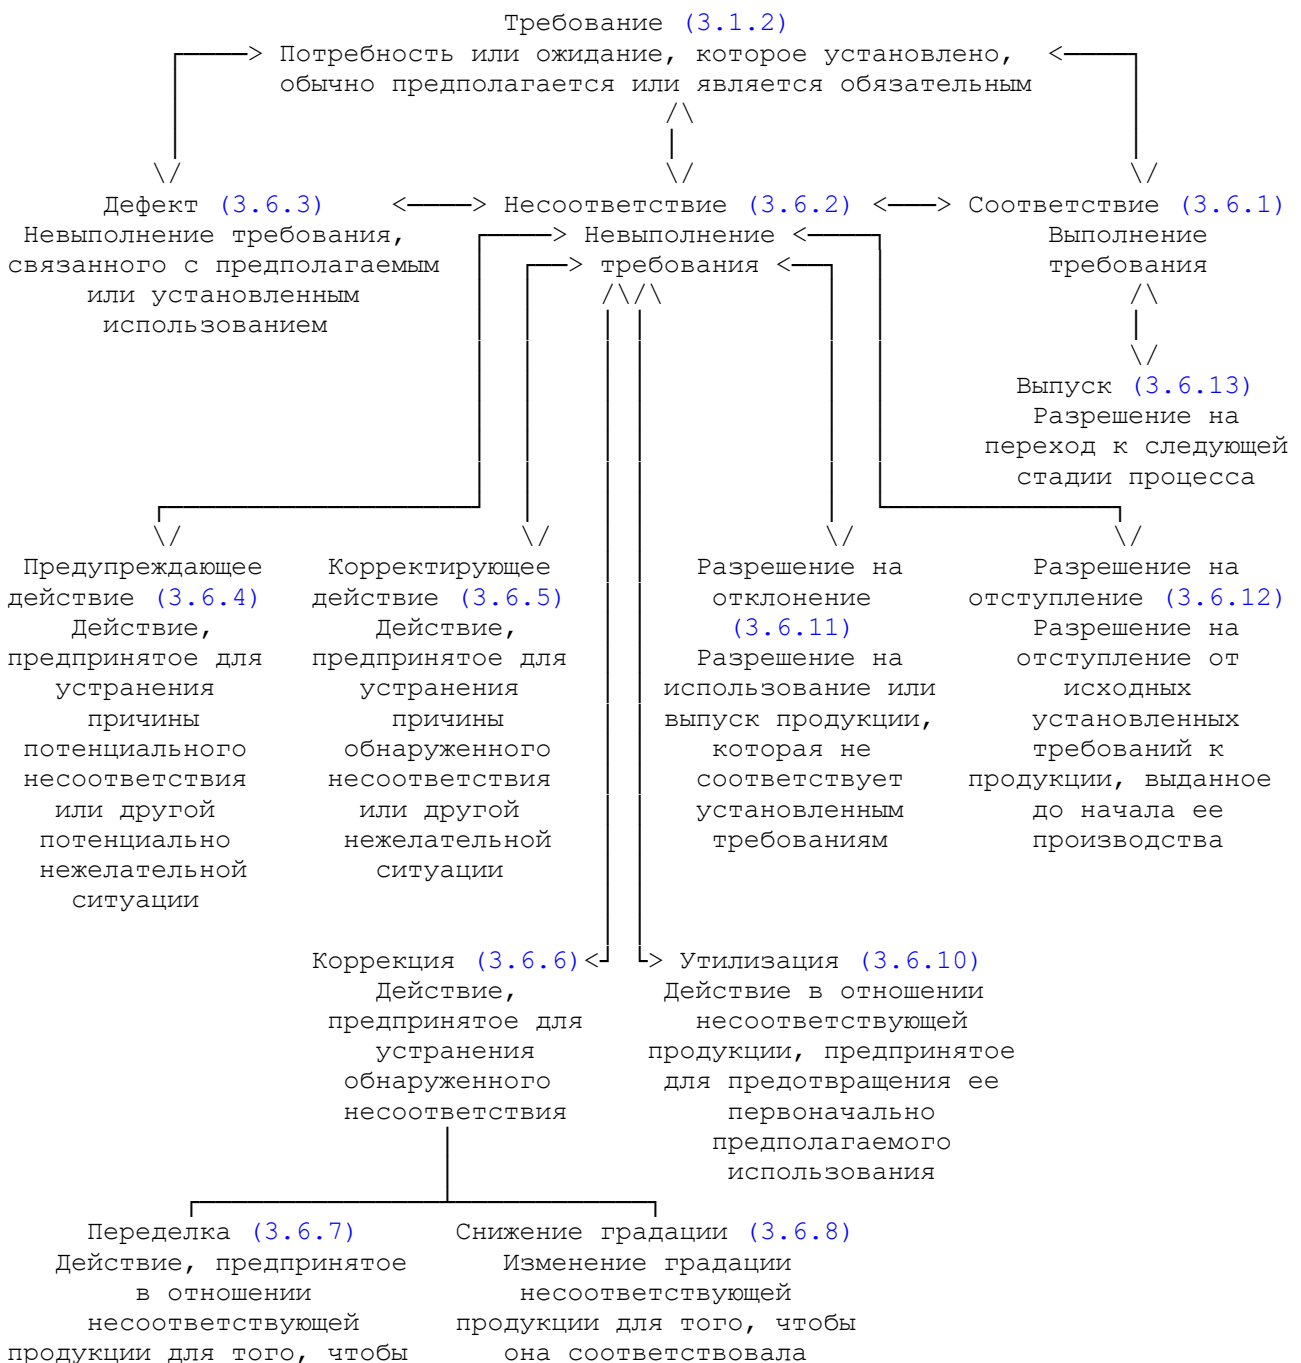 Требование (3.1.2)
Потребность или ожидание, которое установлено,
обычно предполагается или является обязательным
Дефект (3.6.3)
Невыполнение требования,
связанного с предполагаемым
или установленным
использованием
Несоответствие (3.6.2)
Невыполнение
требования
Соответствие (3.6.1)
Выполнение
требования
Выпуск (3.6.13)
Разрешение на
переход к следующей
стадии процесса
Предупреждающее
действие (3.6.4)
Действие,
предпринятое для
устранения
причины
потенциального
несоответствия
или другой
потенциально
нежелательной
ситуации
Корректирующее
действие (3.6.5)
Действие,
предпринятое для
устранения
причины
обнаруженного
несоответствия
или другой
нежелательной
ситуации
Разрешение на
отклонение
(3.6.11)
Разрешение на
использование или
выпуск продукции,
которая не
соответствует
установленным
требованиям
Разрешение на
отступление (3.6.12)
Разрешение на
отступление от
исходных
установленных
требований к
продукции, выданное
до начала ее
производства
Коррекция (3.6.6)
Действие,
предпринятое для
устранения
обнаруженного
несоответствия
Утилизация (3.6.10)
Действие в отношении
несоответствующей
продукции, предпринятое
для предотвращения ее
первоначально
предполагаемого
использования
Переделка (3.6.7)
Действие, предпринятое
в отношении
несоответствующей
продукции для того, чтобы
Снижение градации (3.6.8)
Изменение градации
несоответствующей
продукции для того, чтобы
она соответствовала